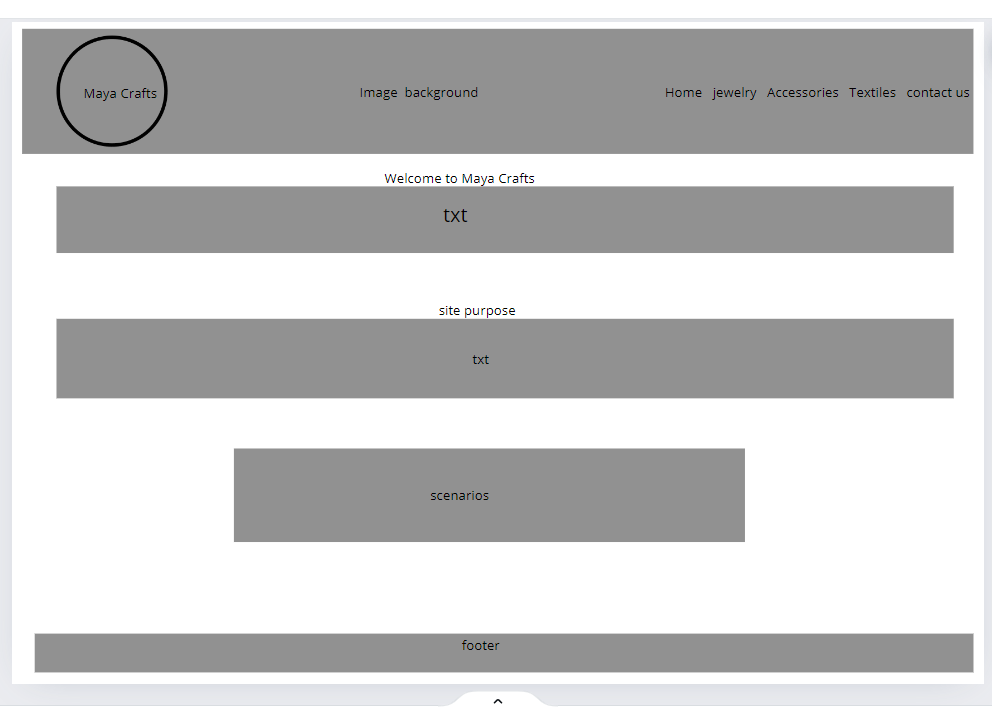 Maya Crafts
Image background
Home jewelry Accessories Textiles contact us
Welcome to Maya Crafts
txt
site purpose
txt
scenarios
footer